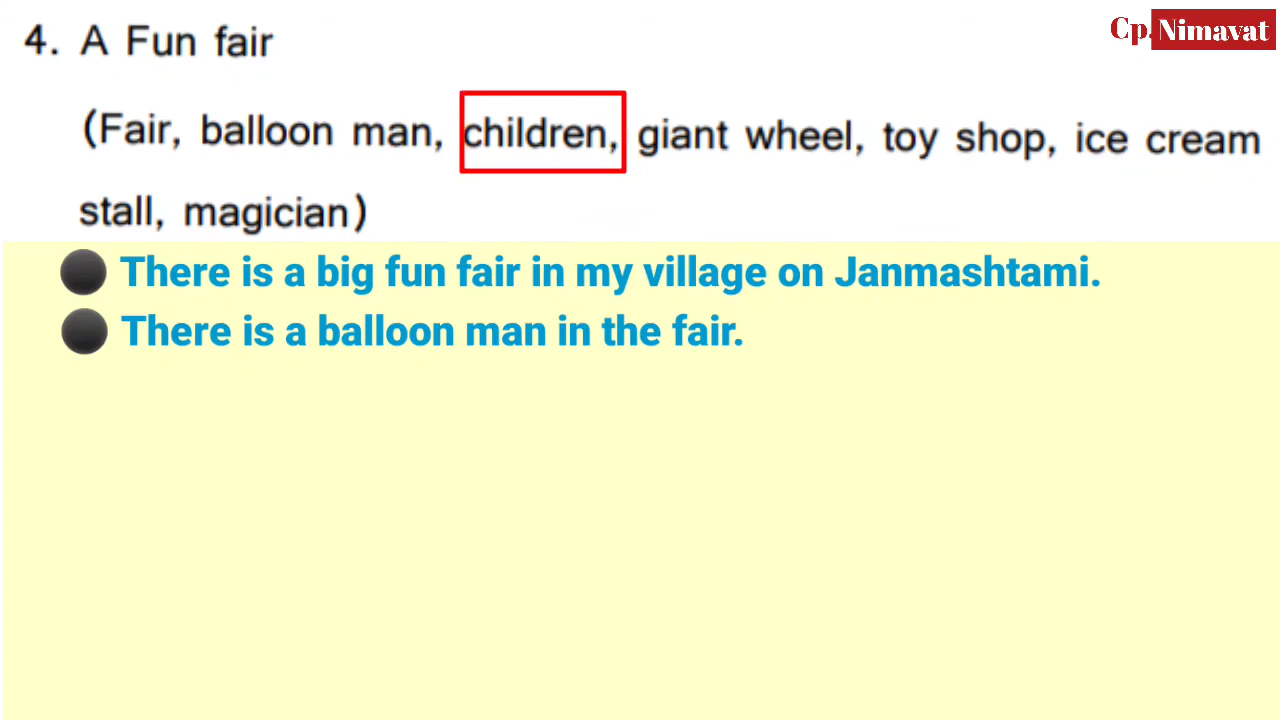 Cp. Nimavat
4. A Fun fair
(Fair, balloon man, children, giant wheel, toy shop, ice cream
stall, magician)
There is a big fun fair in my village on Janmashtami.
There is a balloon man in the fair.